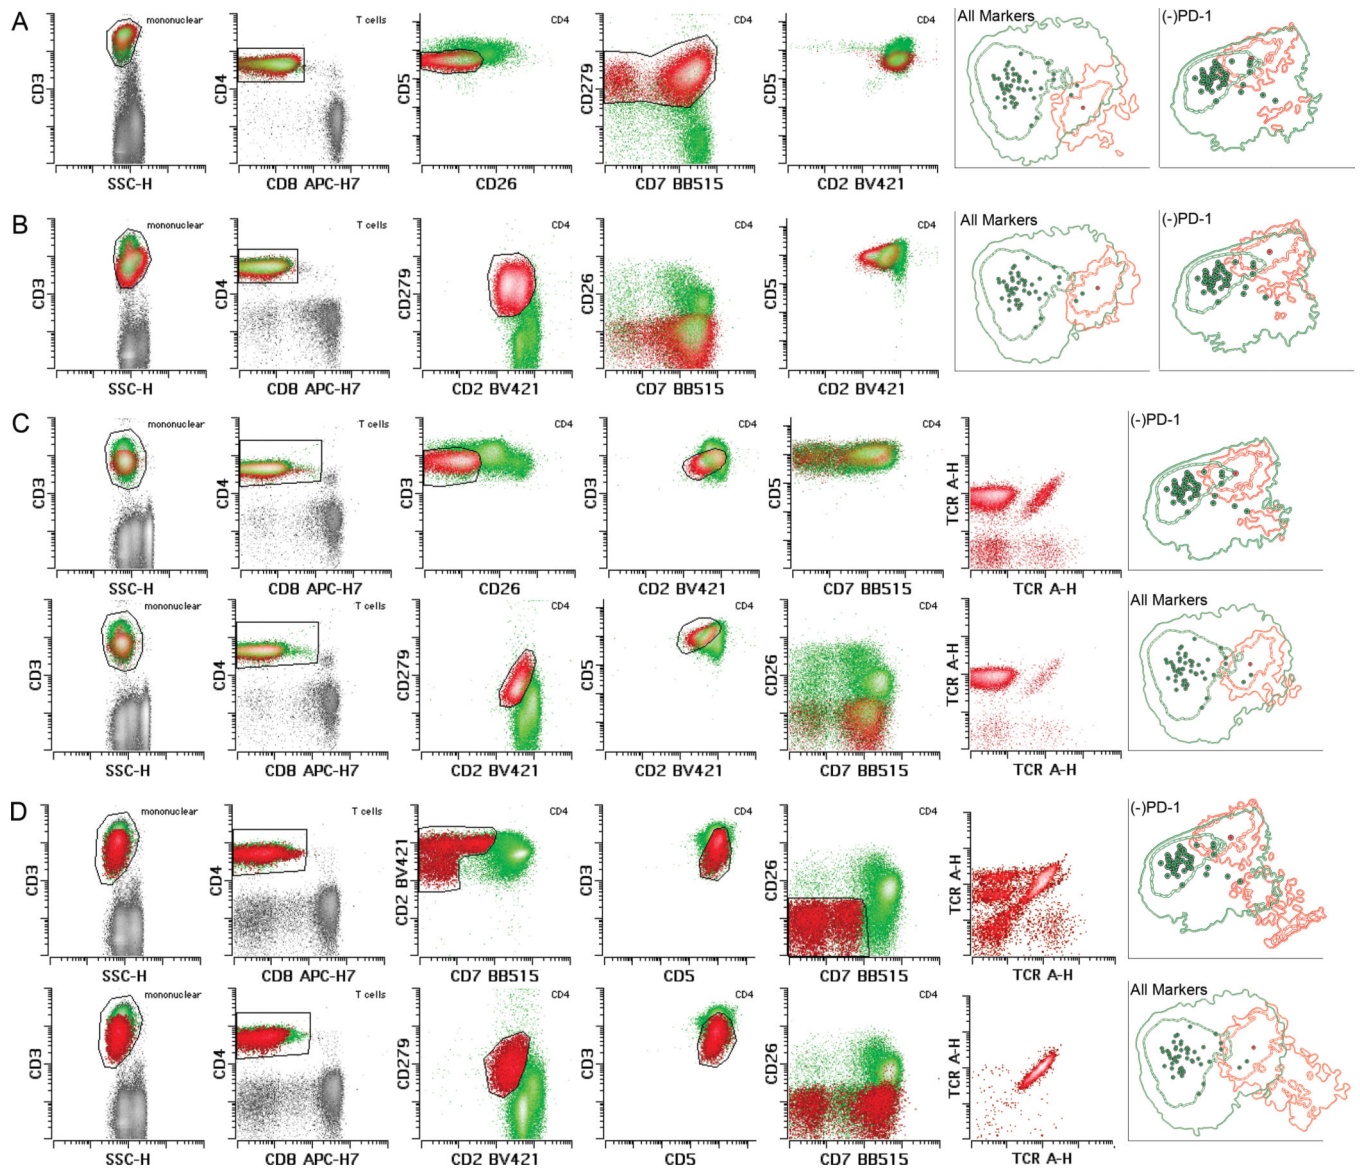 A
mononuclear
CD3
SSC-H
T cells
CD4
CD8 APC-H7
CD4
CD5
CD26
CD279
CD7 BB515
CD4
CD5
CD2 BV421
All Markers
(-)PD-1
B
mononuclear
CD3
SSC-H
T cells
CD4
CD8 APC-H7
CD4
CD279
CD2 BV421
CD4
CD26
CD7 BB515
CD4
CD5
CD2 BV421
All Markers
(-)PD-1
C
mononuclear
CD3
SSC-H
T cells
CD4
CD8 APC-H7
CD4
CD3
CD26
CD4
CD3
CD2 BV421
CD4
CD5
CD7 BB515
TCR A-H
TCR A-H
(-)PD-1
mononuclear
CD3
SSC-H
T cells
CD4
CD8 APC-H7
CD4
CD279
CD2 BV421
CD4
CD5
CD2 BV421
CD4
CD26
CD7 BB515
TCR A-H
TCR A-H
All Markers
D
mononuclear
CD3
SSC-H
T cells
CD4
CD8 APC-H7
CD4
CD2 BV421
CD7 BB515
CD4
CD3
CD5
CD4
CD26
CD7 BB515
TCR A-H
TCR A-H
(-)PD-1
mononuclear
CD3
SSC-H
T cells
CD4
CD8 APC-H7
CD4
CD279
CD2 BV421
CD4
CD3
CD5
CD4
CD26
CD7 BB515
TCR A-H
TCR A-H
All Markers